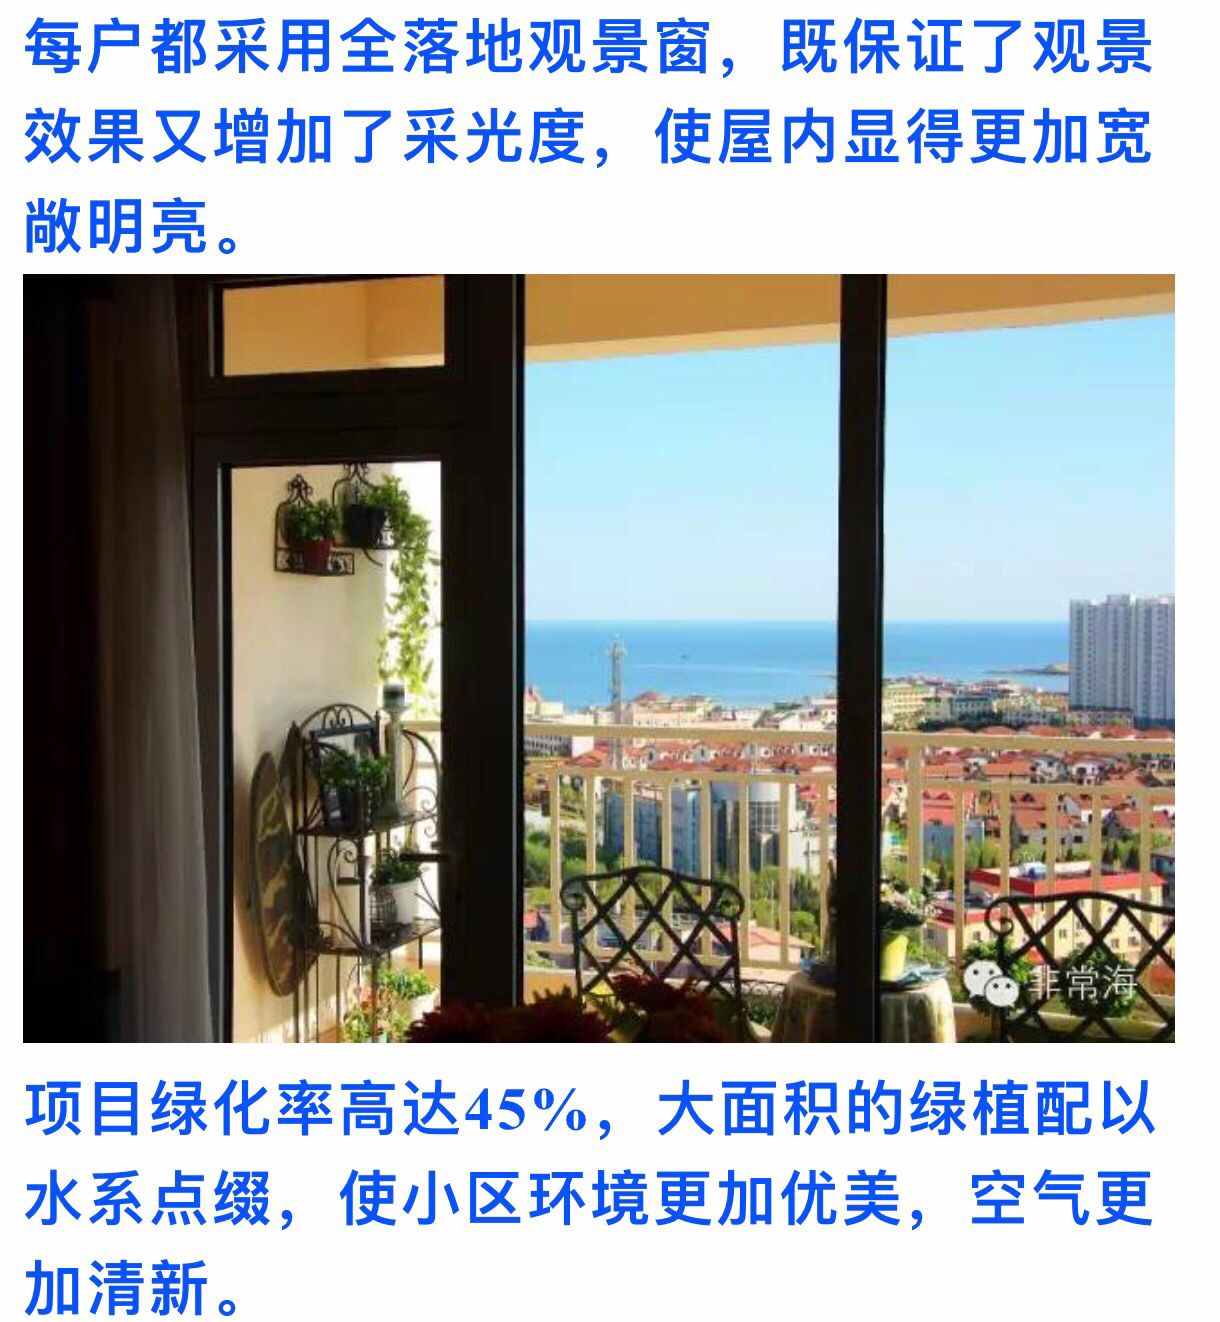 每户都采用全落地观景窗，既保证了观景
效果又增加了采光度，使屋内显得更加宽
敞明亮。
非常海
项目绿化率高达45%，大面积的绿植配以
水系点缀，使小区环境更加优美，空气更
加清新。